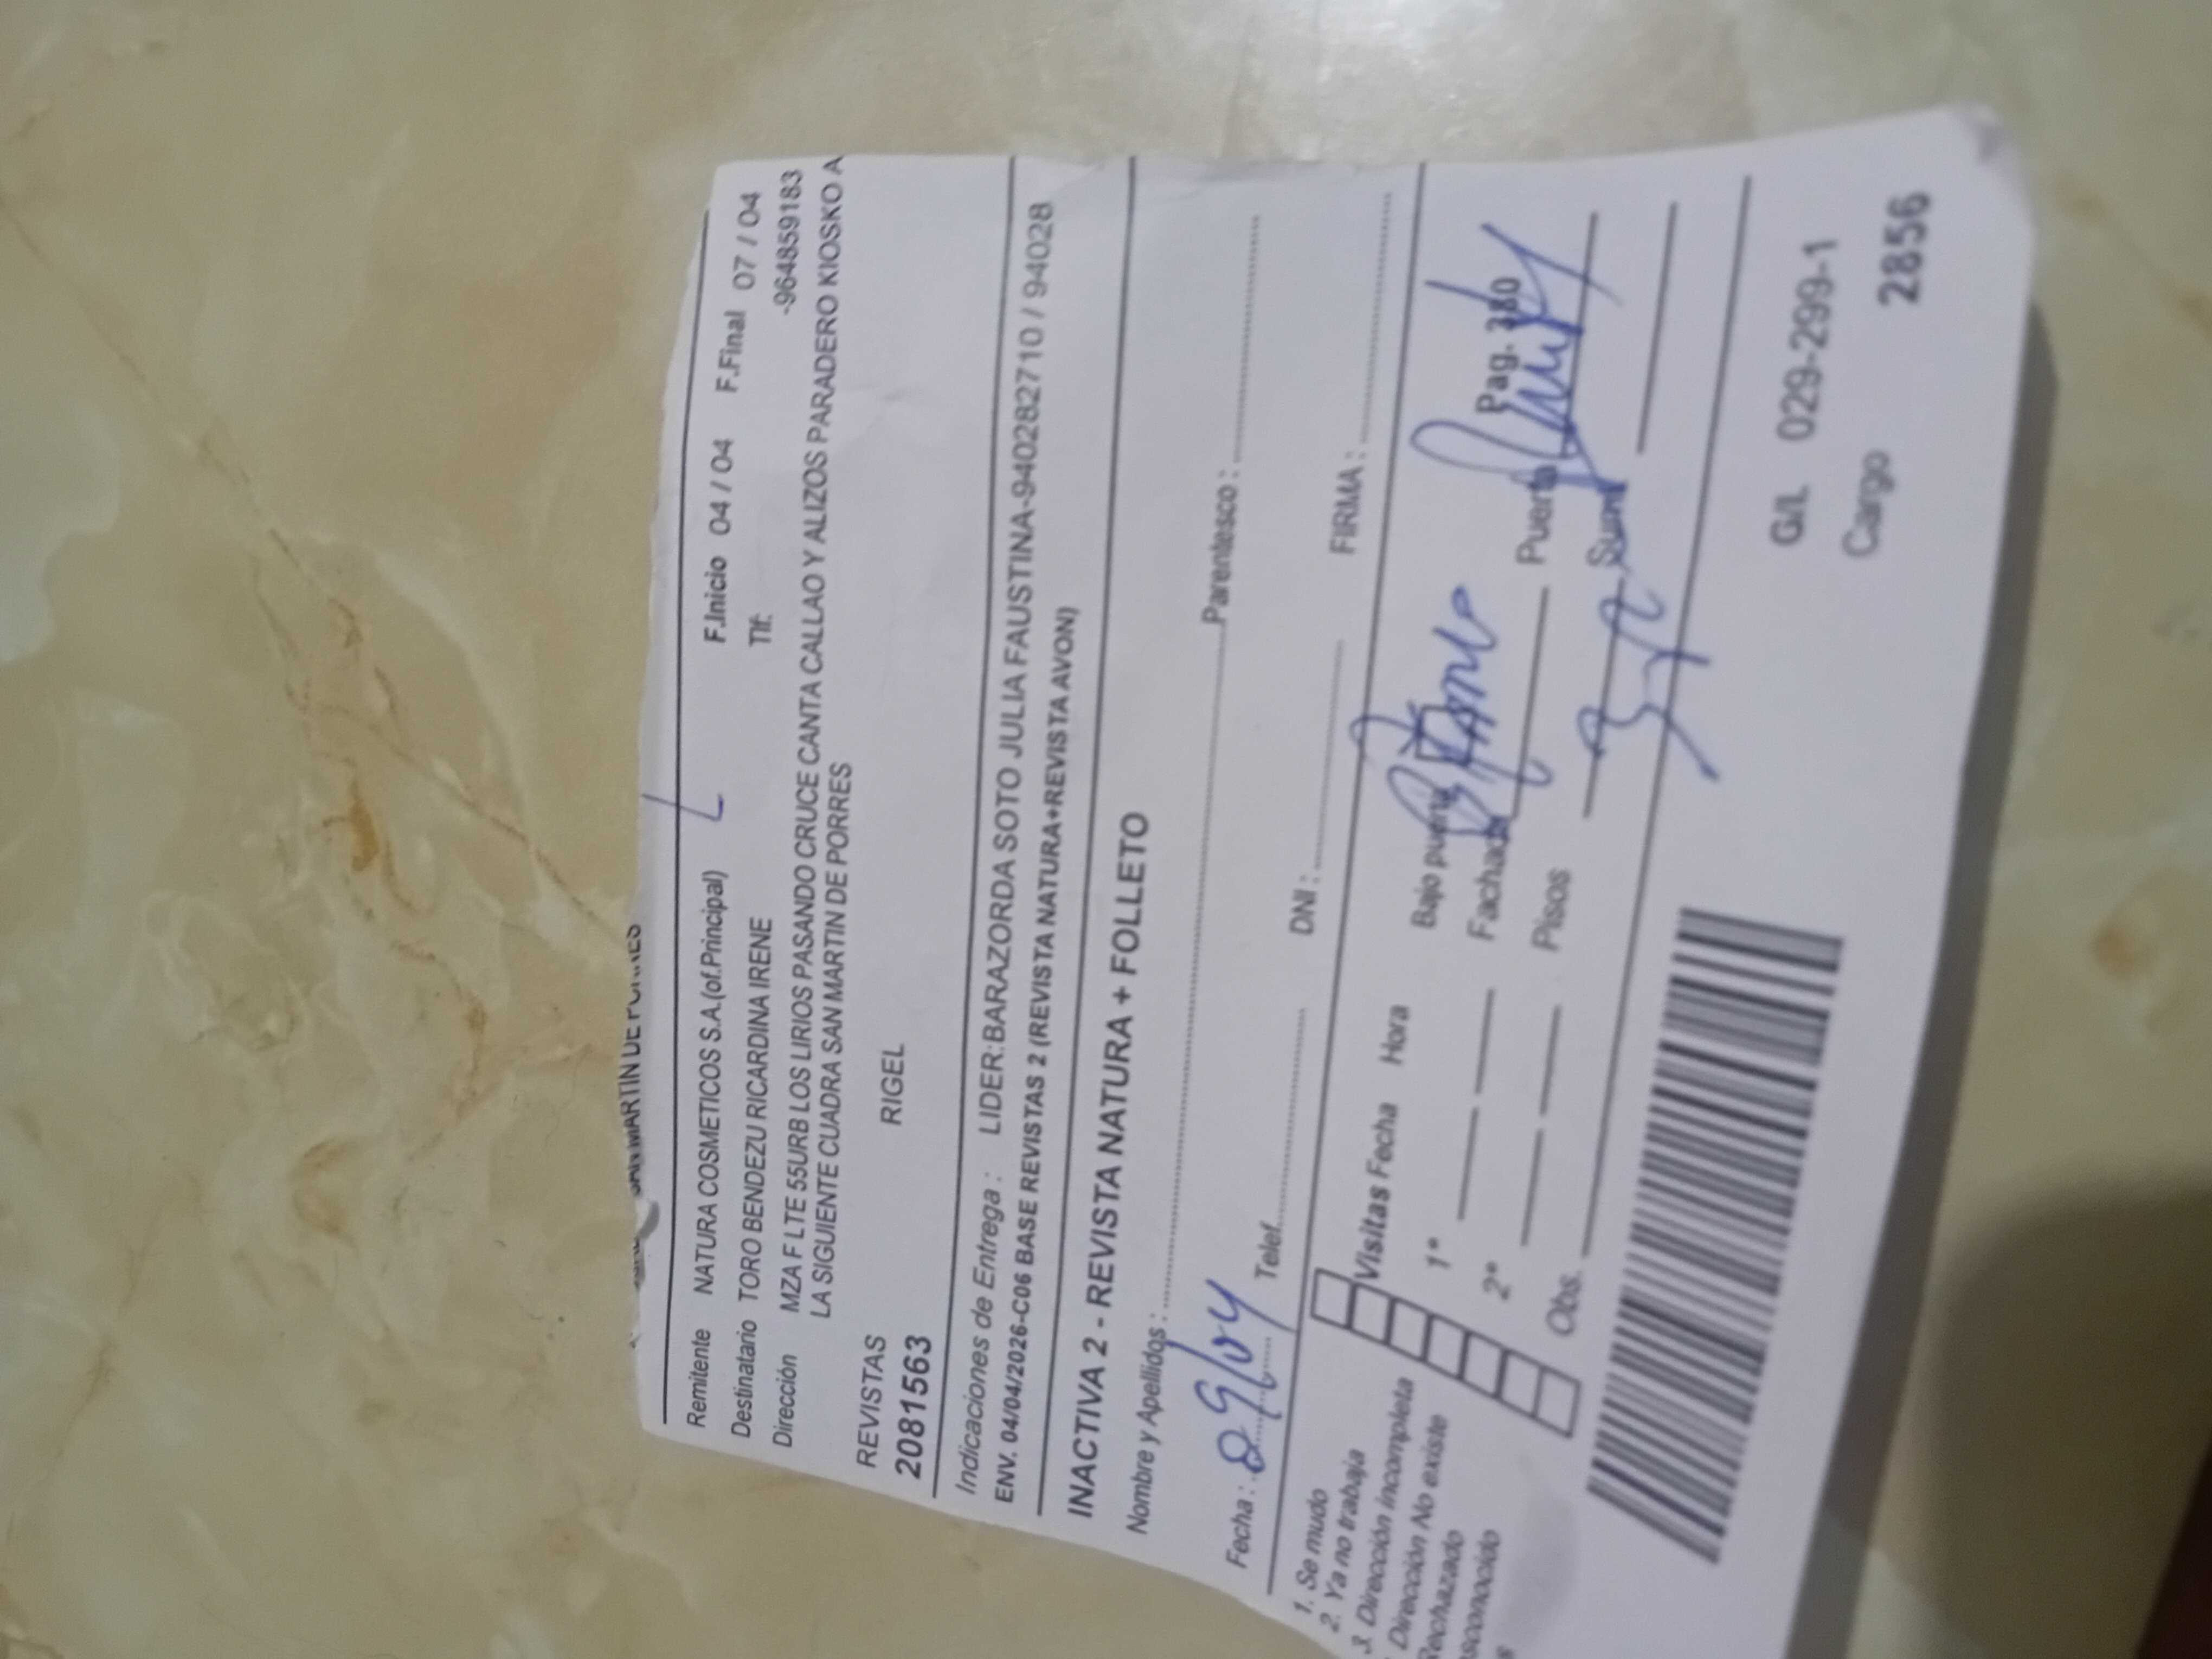 SAN MARTIN DE PORRES
Remitente NATURA COSMETICOS S.A.(of.Principal) F.Inicio 04 / 04 F.Final 07 / 04
Destinatario TORO BENDEZU RICARDINA IRENE Tlf: -964859183
Dirección MZA F LTE 55URB LOS LIRIOS PASANDO CRUCE CANTA CALLAO Y ALIZOS PARADERO KIOSKO A
LA SIGUIENTE CUADRA SAN MARTIN DE PORRES
REVISTAS RIGEL
2081563
Indicaciones de Entrega : LIDER:BARAZORDA SOTO JULIA FAUSTINA-940282710 / 94028
ENV. 04/04/2026-C06 BASE REVISTAS 2 (REVISTA NATURA+REVISTA AVON)
INACTIVA 2 - REVISTA NATURA + FOLLETO
Nombre y Apellidos : Parentesco :
Fecha : 09/04 Telef. DNI : FIRMA :
1. Se mudo
2. Ya no trabaja
3. Dirección incompleta
Dirección No existe
Rechazado
Visitas Fecha Hora Bajo puerta Pag. 380
1° Fachada Puerta
2° Pisos Sumi
Obs.
G/L 029-299-1
Cargo 2856